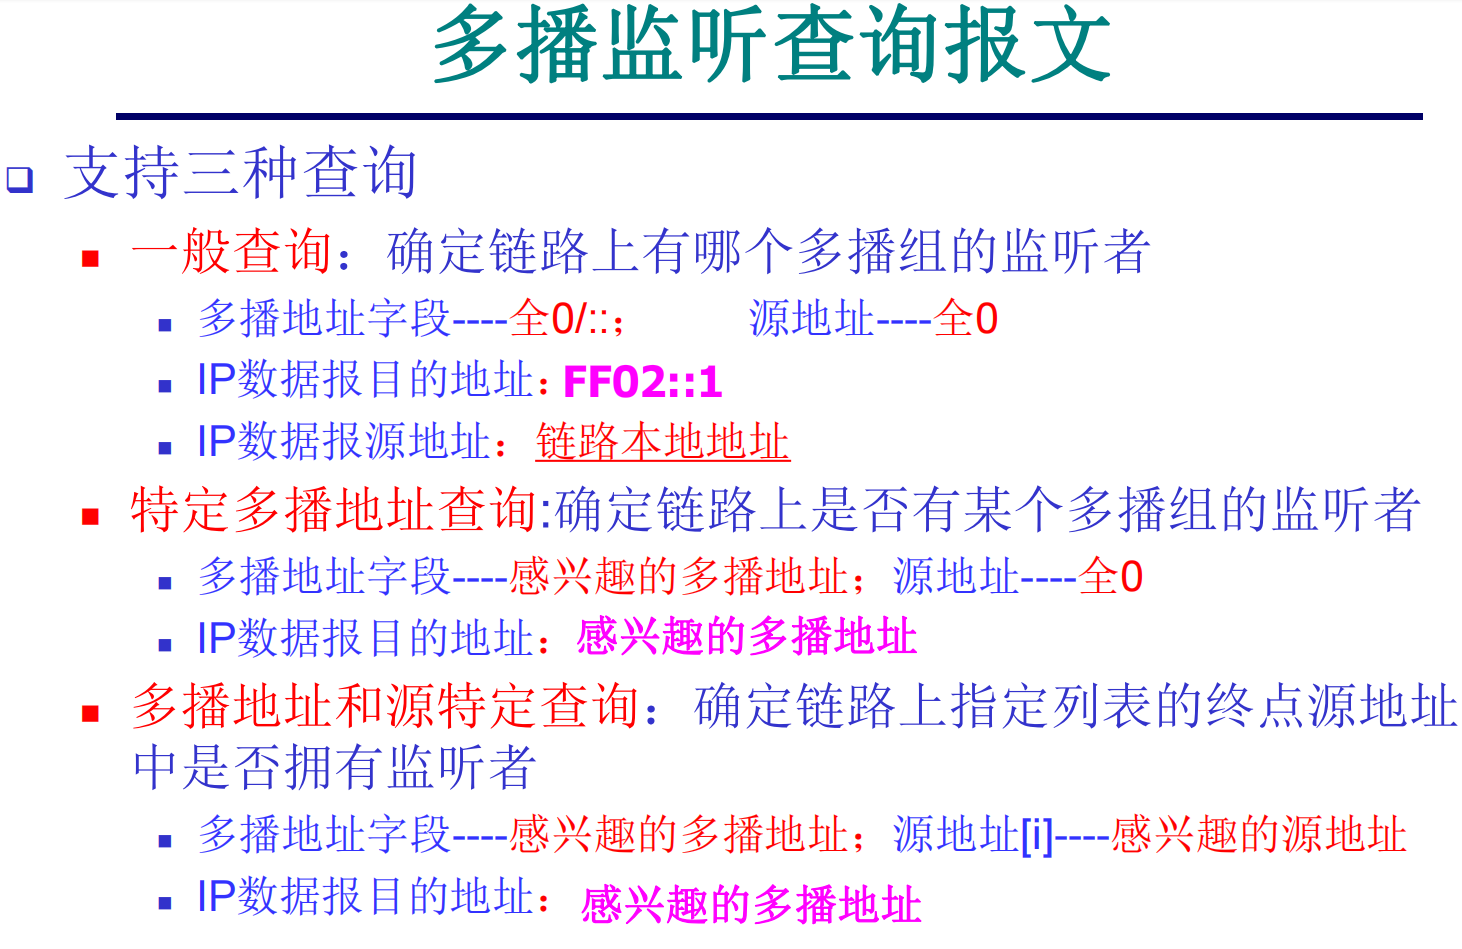 多播监听查询报文
支持三种查询
一般查询：确定链路上有哪个多播组的监听者
多播地址字段----全0/::； 源地址----全0
IP数据报目的地址：FF02::1
IP数据报源地址：链路本地地址
特定多播地址查询:确定链路上是否有某个多播组的监听者
多播地址字段----感兴趣的多播地址；源地址----全0
IP数据报目的地址：感兴趣的多播地址
多播地址和源特定查询：确定链路上指定列表的终点源地址
中是否拥有监听者
多播地址字段----感兴趣的多播地址；源地址[i]----感兴趣的源地址
IP数据报目的地址：感兴趣的多播地址